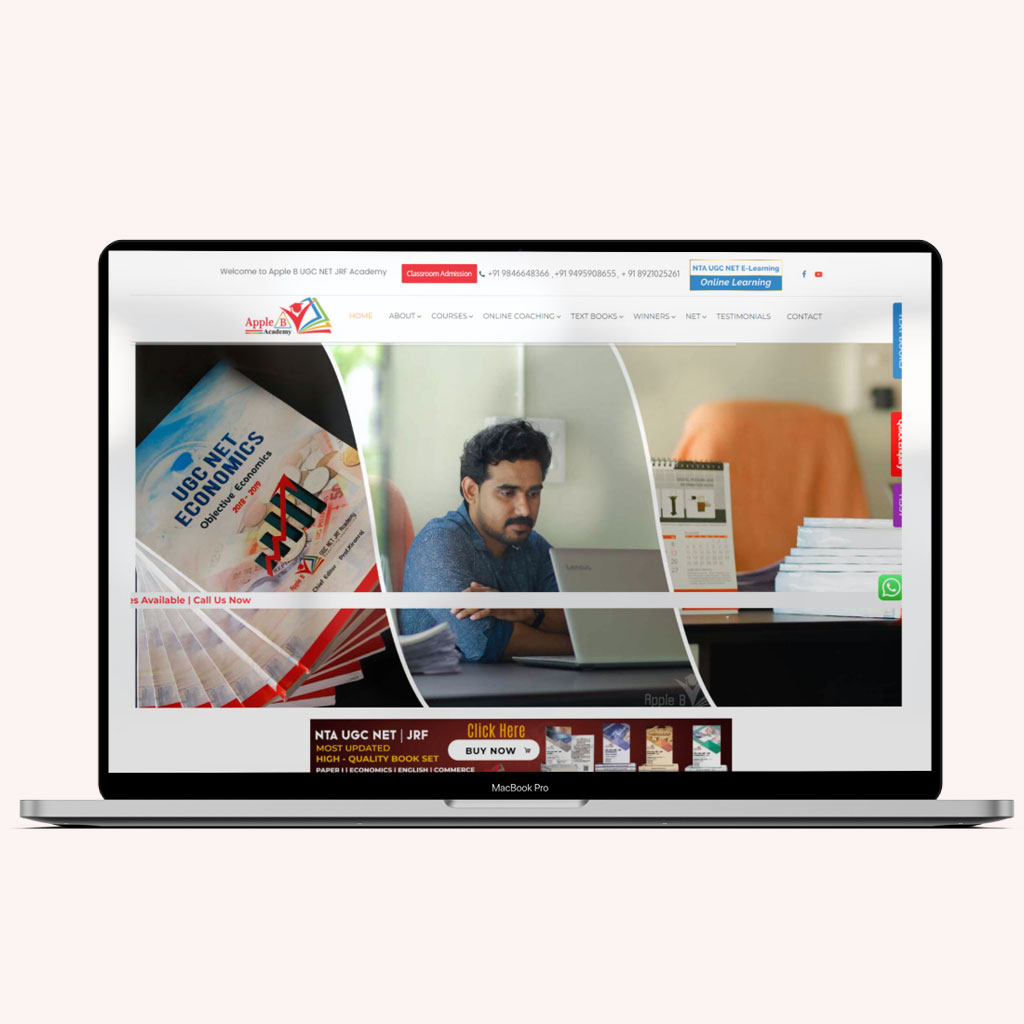 Welcome to Apple B UGC NET JRF Academy
Classroom Admission
+91 9846648366 ,+91 9495908655, + 91 8921025261
NTA UGC NET E-Learning
Online Learning
Apple B
Academy
HOME
ABOUT
COURSES
ONLINE COACHING
TEXT BOOKS
WINNERS
NET
TESTIMONIALS
CONTACT
UGC NET
ECONOMICS
Objective Economics
2018 - 2019
Chief Editor - Prof.
Lenovo
es Available | Call Us Now
Apple B
NTA UGC NET | JRF
MOST UPDATED
HIGH - QUALITY BOOK SET
PAPER I | ECONOMICS | ENGLISH | COMMERCE
Click Here
BUY NOW
MacBook Pro